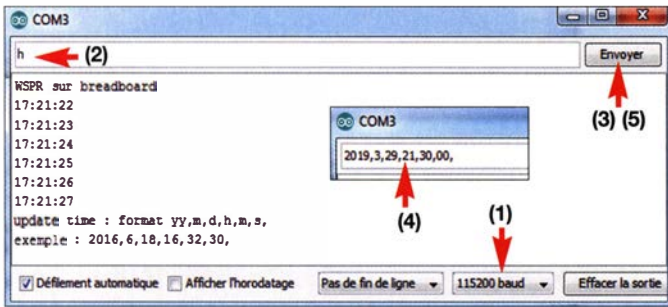 COM3
h
(2)
Envoyer
(3) (5)
WSPR sur breadboard
17:21:22
17:21:23
17:21:24
17:21:25
17:21:26
17:21:27
update time : format yy,m,d,h,m,s,
exemple : 2016,6,18,16,32,30,
COM3
2019,3,29,21,30,00,
(4)
(1)
Défilement automatique
Afficher l'horodatage
Pas de fin de ligne
115200 baud
Effacer la sortie